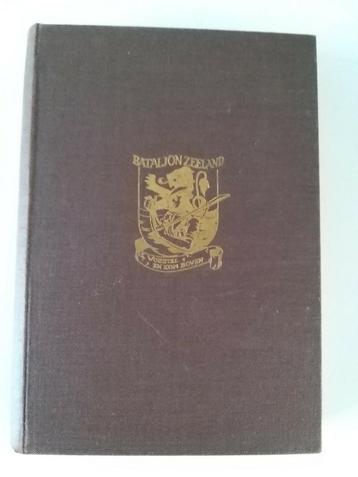 BATALJON ZEELAND
WORSTEL
EN KOM BOVEN